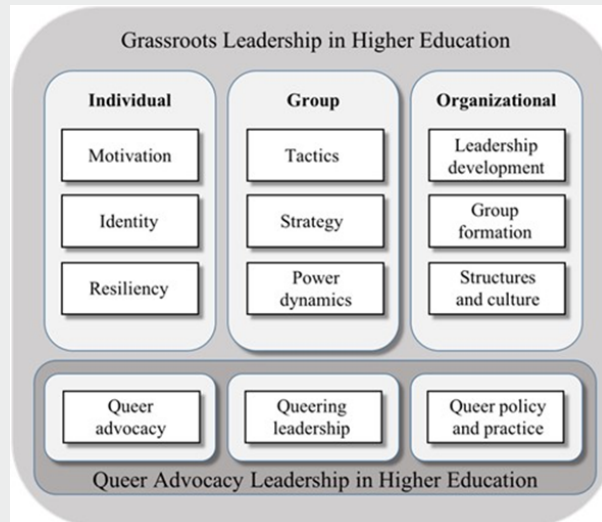 Grassroots Leadership in Higher Education
Individual
Motivation
Identity
Resiliency
Group
Tactics
Strategy
Power
dynamics
Organizational
Leadership
development
Group
formation
Structures
and culture
Queer
advocacy
Queering
leadership
Queer policy
and practice
Queer Advocacy Leadership in Higher Education